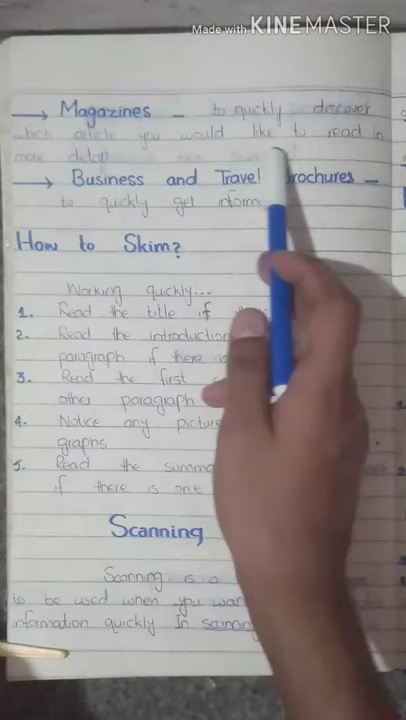 Made with KINEMASTER
→ Magazines - to quickly discover
which article you would like to read in
more detail
→ Business and Travel Brochures -
to quickly get inform
How to Skim?
Working quickly...
1. Read the title if
2. Read the introduction
paragraph if there is
3. Read the first
other paragraph
4. Notice any picture
graphs
5. Read the summ
if there is one
Scanning
Scanning is a
to be used when you wan
information quickly In scanning